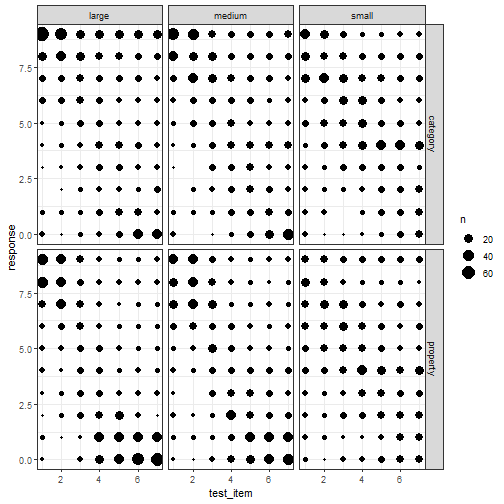 large medium small
7.5
5.0
2.5
0.0
category
response
n
20
40
60
7.5
5.0
2.5
0.0
property
2 4 6 2 4 6 2 4 6
test_item